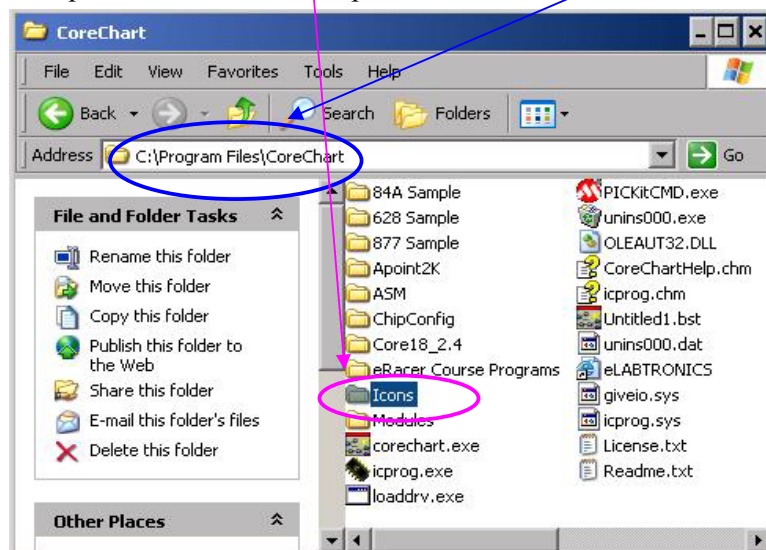 CoreChart
File Edit View Favorites Tools Help
Back Search Folders
Address C:\Program Files\CoreChart Go
File and Folder Tasks
Rename this folder
Move this folder
Copy this folder
Publish this folder to
the Web
Share this folder
E-mail this folder's files
Delete this folder
Other Places
84A Sample
628 Sample
877 Sample
Apoint2K
ASM
ChipConfig
Core18_2.4
eRacer Course Programs
Icons
Modules
corechart.exe
icprog.exe
loaddrv.exe
PICKitCMD.exe
unins000.exe
OLEAUT32.DLL
CoreChartHelp.chm
icprog.chm
Untitled1.bst
unins000.dat
eLABTRONICS
giveio.sys
icprog.sys
License.txt
Readme.txt